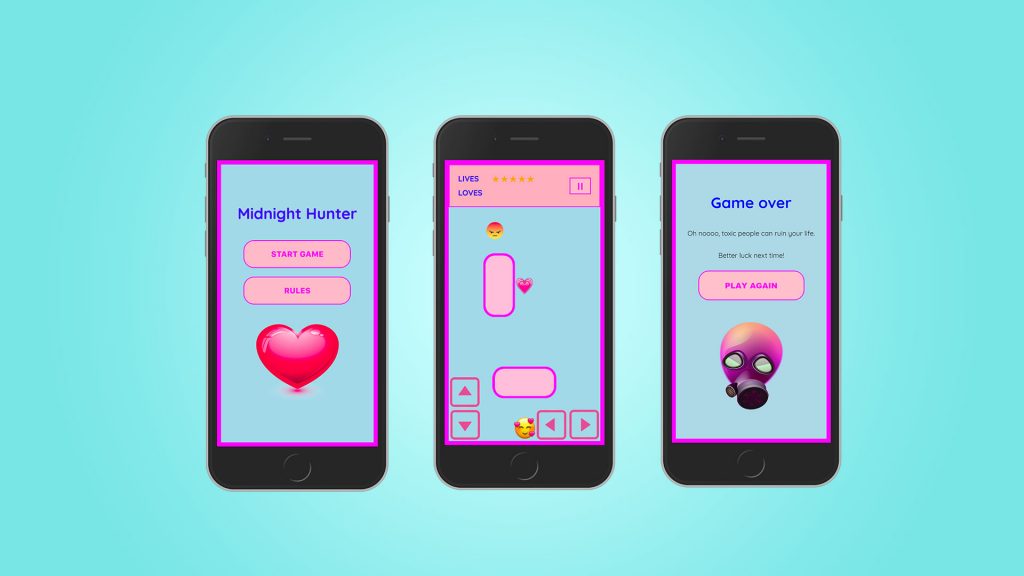 Midnight Hunter
START GAME
RULES
LIVES
LOVES
Game over
Oh noooo, toxic people can ruin your life.
Better luck next time!
PLAY AGAIN